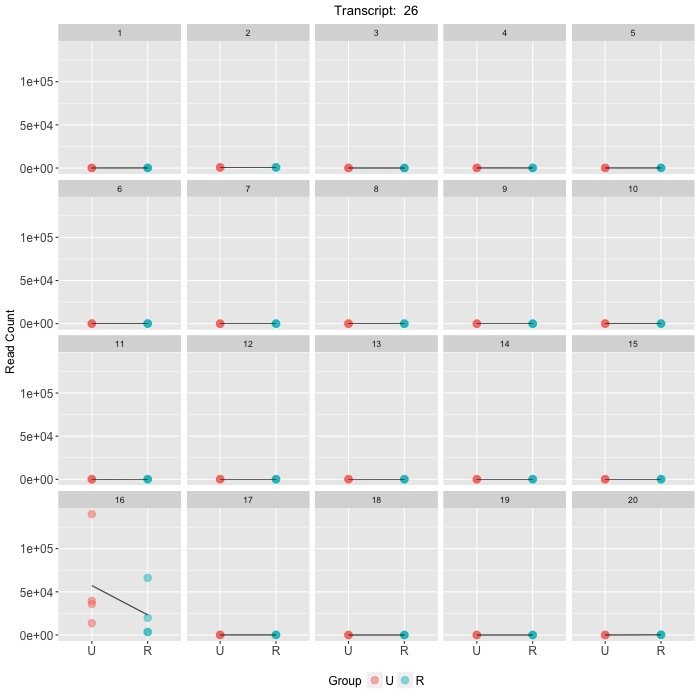 Transcript: 26
1 2 3 4 5
1e+05
5e+04
0e+00
6 7 8 9 10
1e+05
5e+04
0e+00
Read Count
11 12 13 14 15
1e+05
5e+04
0e+00
16 17 18 19 20
1e+05
5e+04
0e+00
U R U R U R U R U R
Group U R